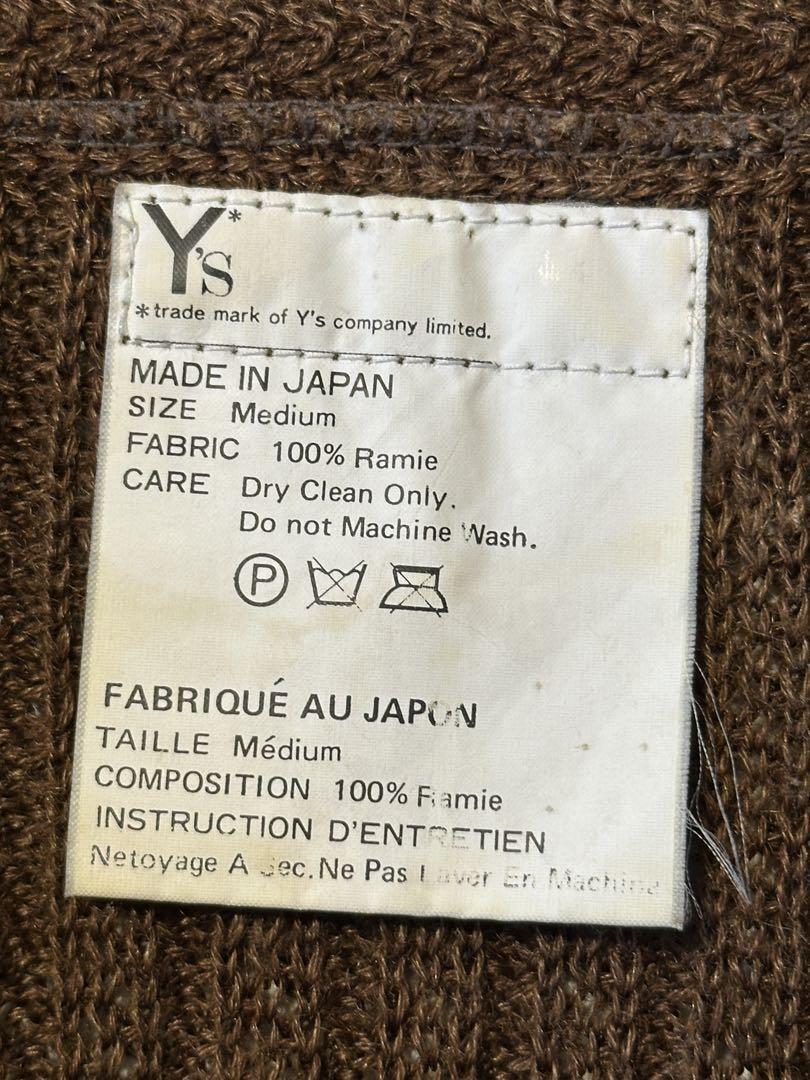 Y's*
*trade mark of Y's company limited.
MADE IN JAPAN
SIZE Medium
FABRIC 100% Ramie
CARE Dry Clean Only.
Do not Machine Wash.
P
FABRIQUÉ AU JAPON
TAILLE Médium
COMPOSITION 100% Ramie
INSTRUCTION D'ENTRETIEN
Netoyage A Sec. Ne Pas Laver En Machine